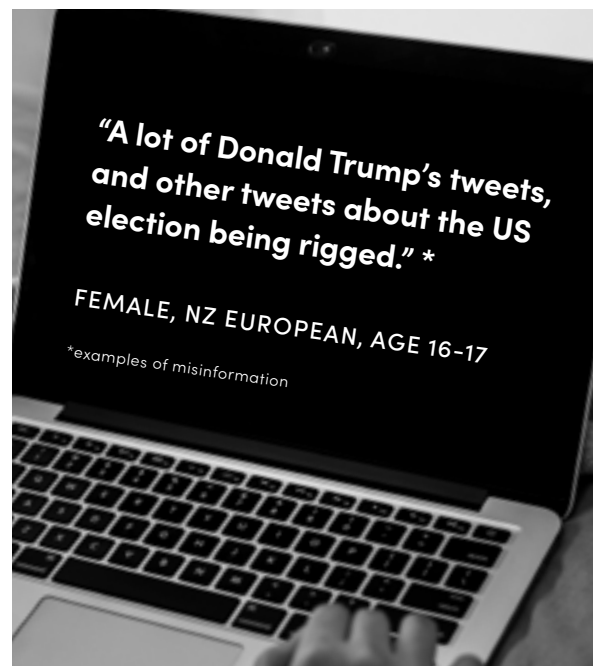 “A lot of Donald Trump’s tweets,
and other tweets about the US
election being rigged.” *
FEMALE, NZ EUROPEAN, AGE 16-17
*examples of misinformation